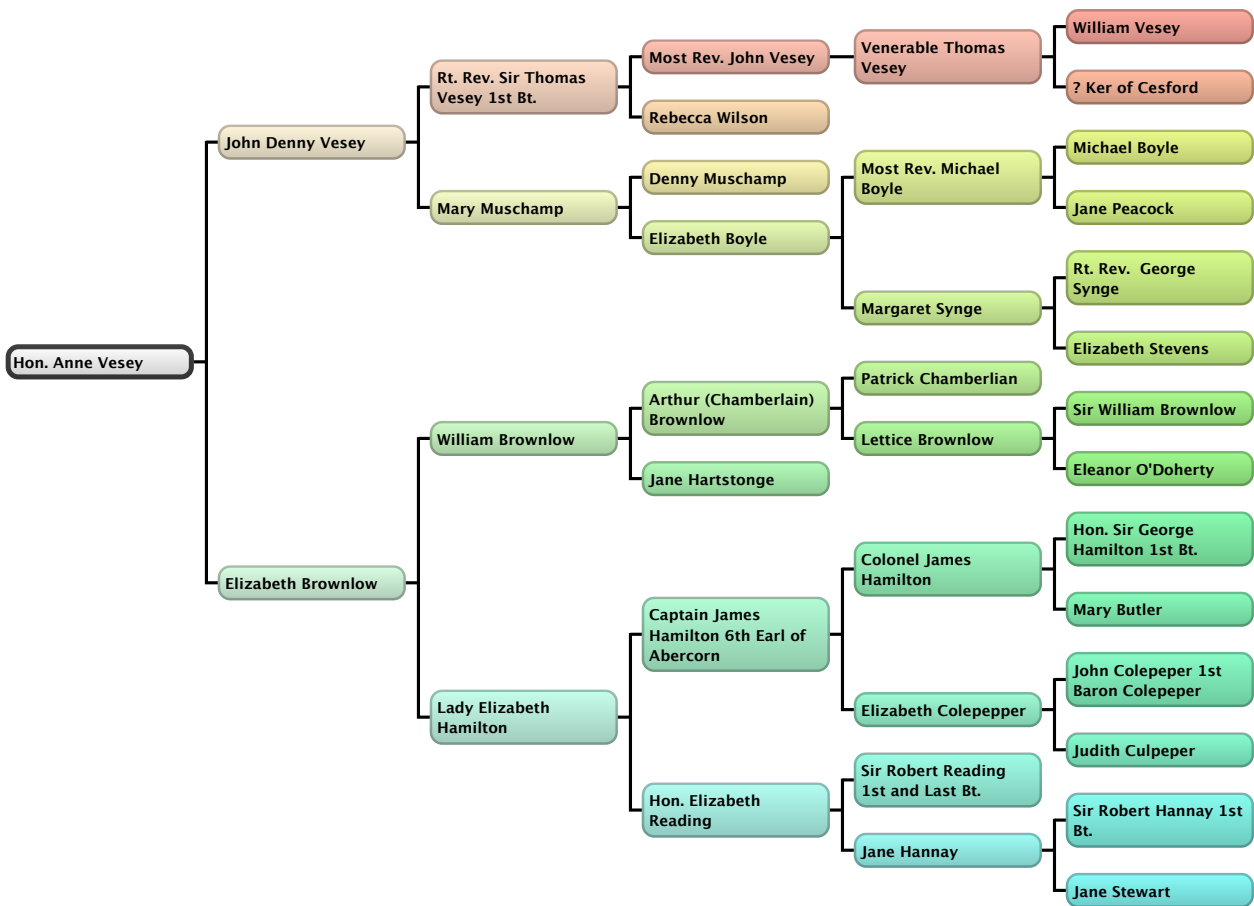 Hon. Anne Vesey
John Denny Vesey
Elizabeth Brownlow
Rt. Rev. Sir Thomas
Vesey 1st Bt.
Mary Muschamp
William Brownlow
Lady Elizabeth
Hamilton
Most Rev. John Vesey
Rebecca Wilson
Denny Muschamp
Elizabeth Boyle
Arthur (Chamberlain)
Brownlow
Jane Hartstonge
Captain James
Hamilton 6th Earl of
Abercorn
Hon. Elizabeth
Reading
Venerable Thomas
Vesey
Most Rev. Michael
Boyle
Margaret Synge
Patrick Chamberlian
Lettice Brownlow
Colonel James
Hamilton
Elizabeth Colepepper
Sir Robert Reading
1st and Last Bt.
Jane Hannay
William Vesey
? Ker of Cesford
Michael Boyle
Jane Peacock
Rt. Rev.  George
Synge
Elizabeth Stevens
Sir William Brownlow
Eleanor O'Doherty
Hon. Sir George
Hamilton 1st Bt.
Mary Butler
John Colepeper 1st
Baron Colepeper
Judith Culpeper
Sir Robert Hannay 1st
Bt.
Jane Stewart